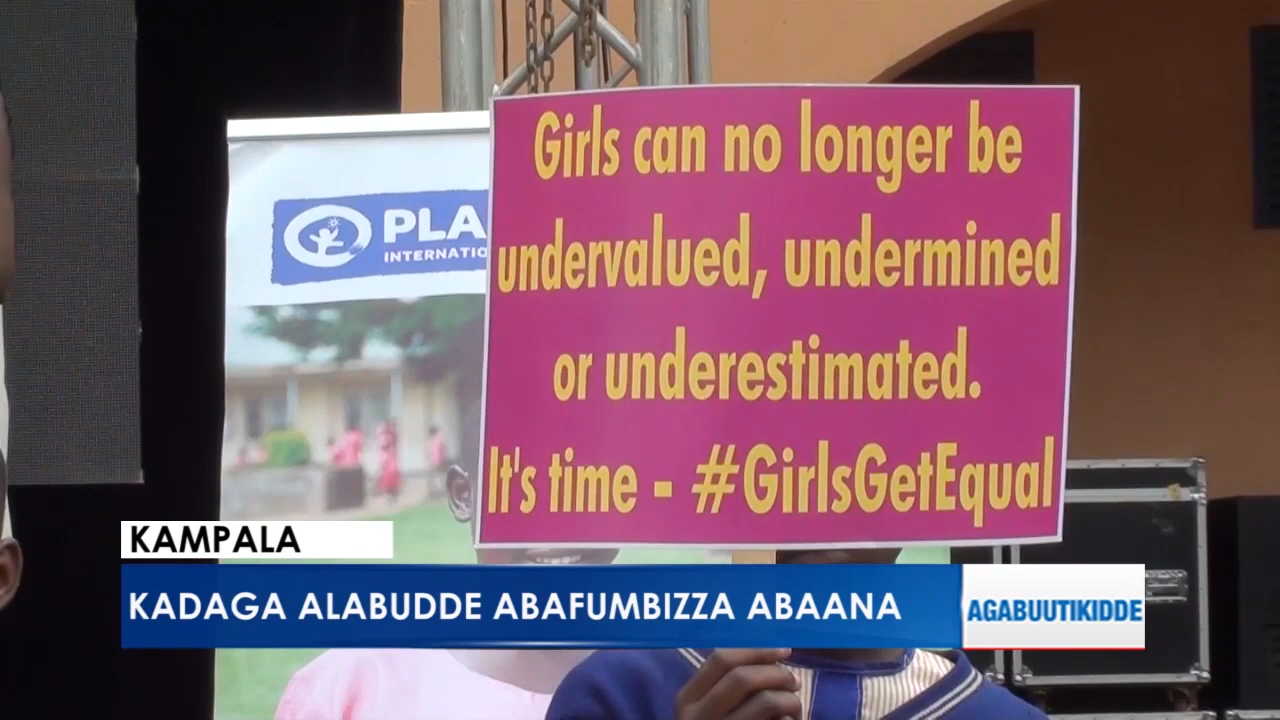 Girls can no longer be
undervalued, undermined
or underestimated.
It's time - #GirlsGetEqual
PLA
INTERNATIO
KAMPALA
KADAGA ALABUDDE ABAFUMBIZZA ABAANA
AGABUUTIKIDDE